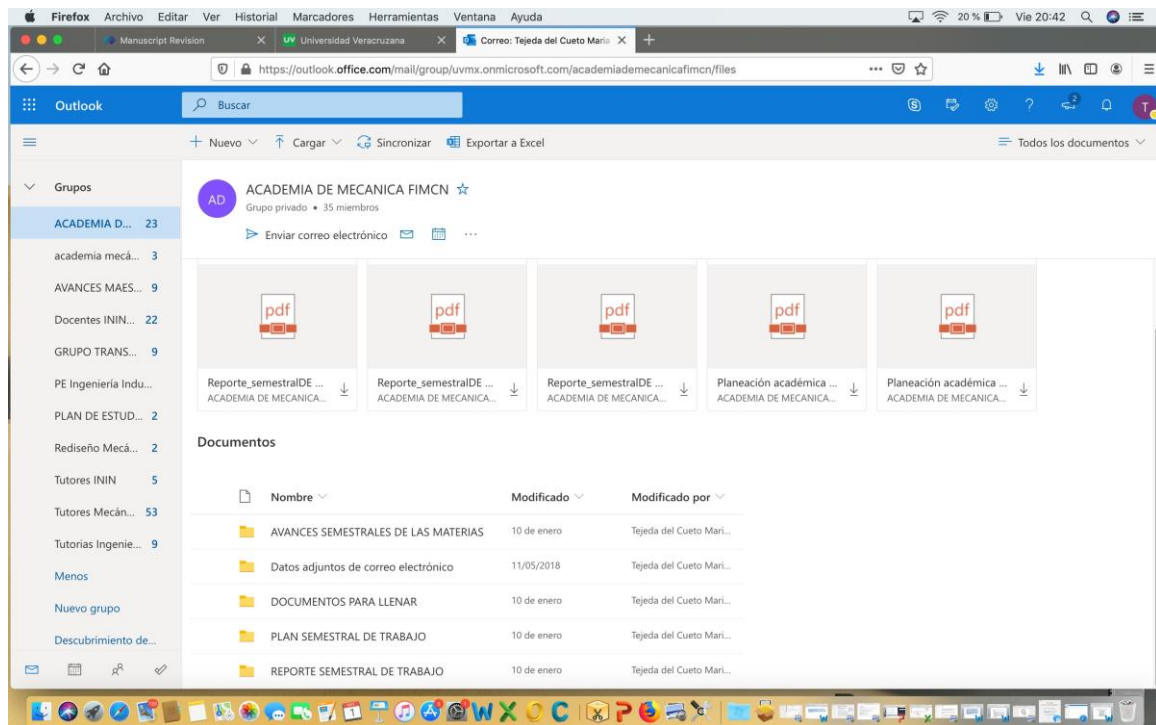 Firefox Archivo Editar Ver Historial Marcadores Herramientas Ventana Ayuda 20 % Vie 20:42
Manuscript Revision UV Universidad Veracruzana Correo: Tejeda del Cueto Maria
https://outlook.office.com/mail/group/uvmx.onmicrosoft.com/academiademecanicafimcn/files
Outlook Buscar 2 T
Nuevo Cargar Sincronizar Exportar a Excel Todos los documentos
Grupos
ACADEMIA D... 23
academia mecá... 3
AVANCES MAES... 9
Docentes ININ... 22
GRUPO TRANS... 9
PE Ingeniería Indu...
PLAN DE ESTUD... 2
Rediseño Mecá... 2
Tutores ININ 5
Tutores Mecán... 53
Tutorias Ingenie... 9
Menos
Nuevo grupo
Descubrimiento de...
AD ACADEMIA DE MECANICA FIMCN
Grupo privado • 35 miembros
Enviar correo electrónico ...
pdf pdf pdf pdf pdf
Reporte_semestralDE ... Reporte_semestralDE ... Reporte_semestralDE ... Planeación académica ... Planeación académica ...
ACADEMIA DE MECANICA... ACADEMIA DE MECANICA... ACADEMIA DE MECANICA... ACADEMIA DE MECANICA... ACADEMIA DE MECANICA...
Documentos
Nombre Modificado Modificado por
AVANCES SEMESTRALES DE LAS MATERIAS 10 de enero Tejeda del Cueto Mari...
Datos adjuntos de correo electrónico 11/05/2018 Tejeda del Cueto Mari...
DOCUMENTOS PARA LLENAR 10 de enero Tejeda del Cueto Mari...
PLAN SEMESTRAL DE TRABAJO 10 de enero Tejeda del Cueto Mari...
REPORTE SEMESTRAL DE TRABAJO 10 de enero Tejeda del Cueto Mari...